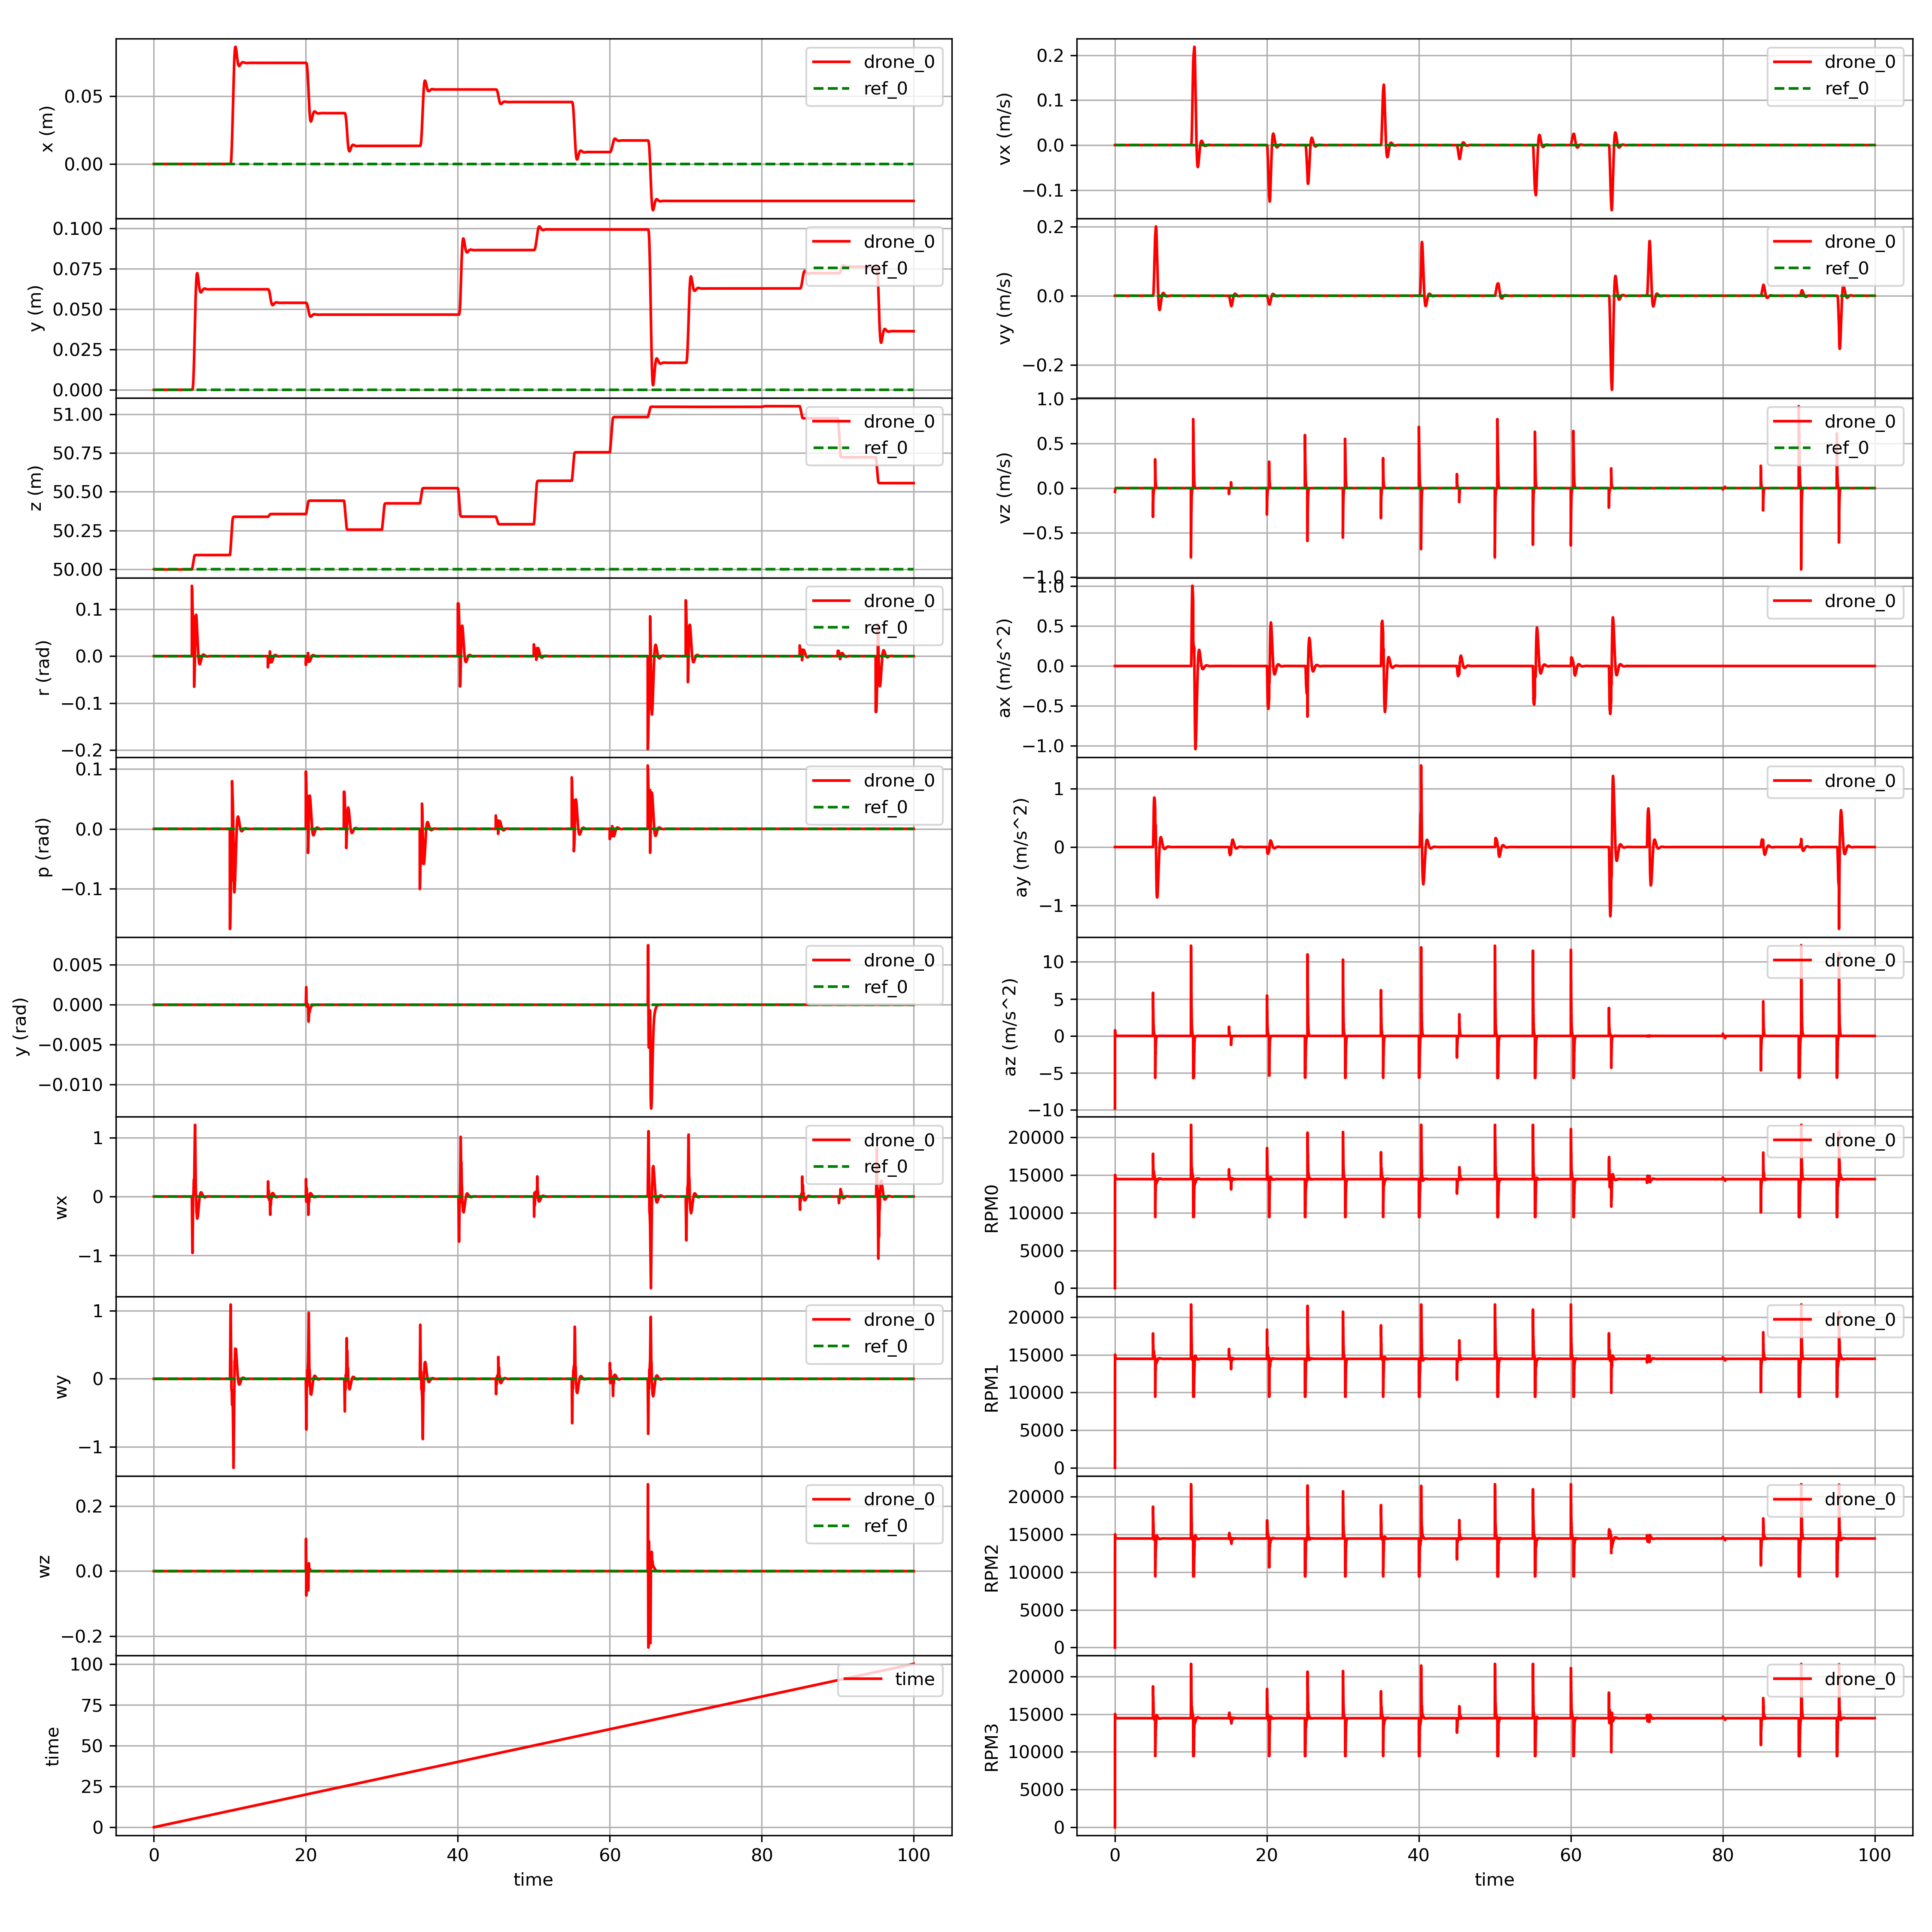 x (m)
0.05
0.00
drone_0
ref_0
y (m)
0.100
0.075
0.050
0.025
0.000
drone_0
ref_0
z (m)
51.00
50.75
50.50
50.25
50.00
drone_0
ref_0
r (rad)
0.1
0.0
−0.1
−0.2
drone_0
ref_0
p (rad)
0.1
0.0
−0.1
drone_0
ref_0
y (rad)
0.005
0.000
−0.005
−0.010
drone_0
ref_0
wx
1
0
−1
drone_0
ref_0
wy
1
0
−1
drone_0
ref_0
wz
0.2
0.0
−0.2
drone_0
ref_0
time
100
75
50
25
0
time
0 20 40 60 80 100
time
vx (m/s)
0.2
0.1
0.0
−0.1
drone_0
ref_0
vy (m/s)
0.2
0.0
−0.2
drone_0
ref_0
vz (m/s)
1.0
0.5
0.0
−0.5
−1.0
drone_0
ref_0
ax (m/s^2)
1.0
0.5
0.0
−0.5
−1.0
drone_0
ay (m/s^2)
1
0
−1
drone_0
az (m/s^2)
10
5
0
−5
−10
drone_0
RPM0
20000
15000
10000
5000
0
drone_0
RPM1
20000
15000
10000
5000
0
drone_0
RPM2
20000
15000
10000
5000
0
drone_0
RPM3
20000
15000
10000
5000
0
drone_0
0 20 40 60 80 100
time